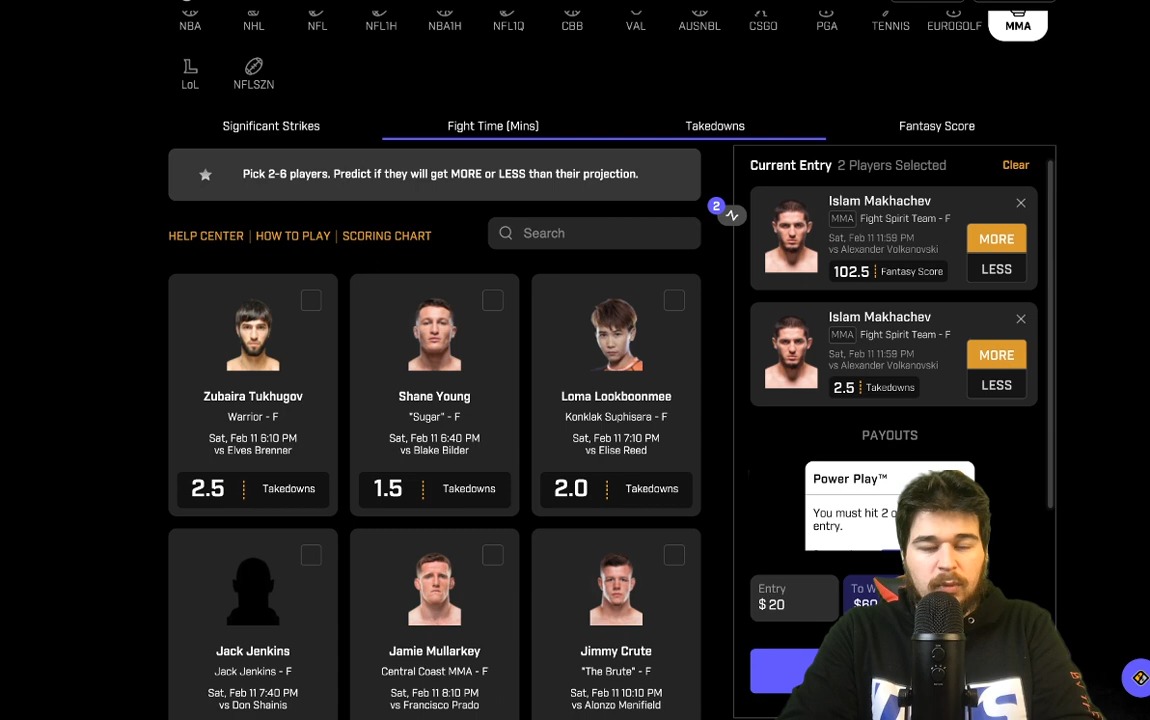 NBA NHL NFL NFL1H NBA1H NFL1Q CBB VAL AUSNBL CSGO PGA TENNIS EUROGOLF MMA
LoL NFLSZN
Significant Strikes Fight Time (Mins) Takedowns Fantasy Score
Pick 2-6 players. Predict if they will get MORE or LESS than their projection.
HELP CENTER | HOW TO PLAY | SCORING CHART
Search
Zubaira Tukhugov
Warrior - F
Sat, Feb 11 6:10 PM
vs Elves Brenner
2.5 Takedowns
Shane Young
"Sugar" - F
Sat, Feb 11 6:40 PM
vs Blake Bilder
1.5 Takedowns
Loma Lookboonmee
Konklak Suphisara - F
Sat, Feb 11 7:10 PM
vs Elise Reed
2.0 Takedowns
Jack Jenkins
Jack Jenkins - F
Sat, Feb 11 7:40 PM
vs Don Shainis
Jamie Mullarkey
Central Coast MMA - F
Sat, Feb 11 8:10 PM
vs Francisco Prado
Jimmy Crute
"The Brute" - F
Sat, Feb 11 10:10 PM
vs Alonzo Menifield
Current Entry 2 Players Selected Clear
2
Islam Makhachev
MMA Fight Spirit Team - F
Sat, Feb 11 11:59 PM
vs Alexander Volkanovski
102.5 Fantasy Score
MORE
LESS
Islam Makhachev
MMA Fight Spirit Team - F
Sat, Feb 11 11:59 PM
vs Alexander Volkanovski
2.5 Takedowns
MORE
LESS
PAYOUTS
Power Play™
You must hit 2
entry.
Entry
$ 20
To W